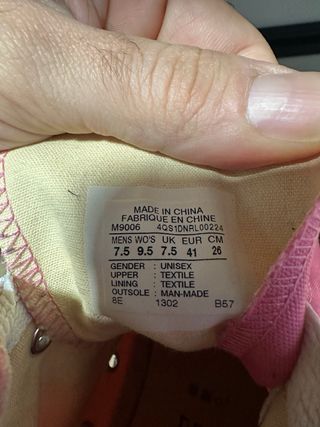 MADE IN CHINA
FABRIQUE EN CHINE
M9006 4QS1DNRL00224
MENS WO'S UK EUR CM
7.5 9.5 7.5 41 26
GENDER : UNISEX
UPPER : TEXTILE
LINING : TEXTILE
OUTSOLE : MAN-MADE
8E 1302 B57